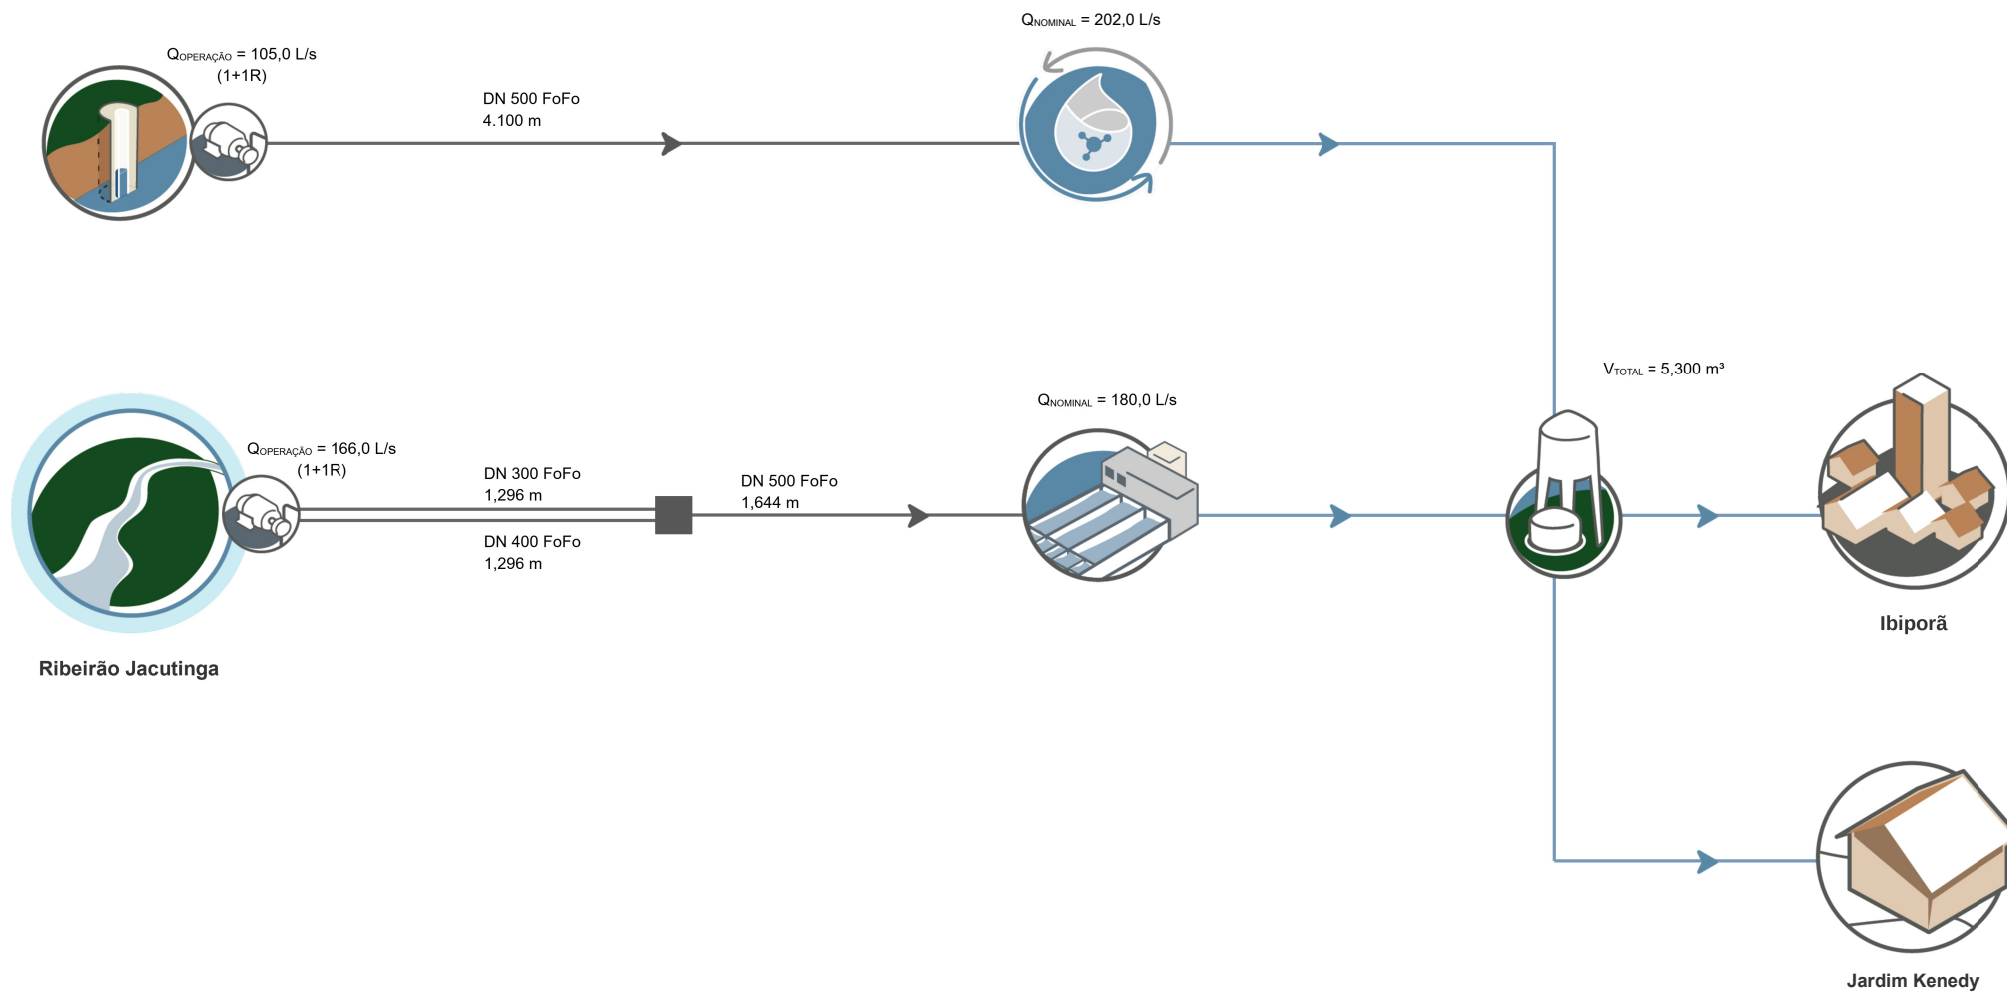 QNOMINAL = 202,0 L/s
QOPERAÇÃO = 105,0 L/s
(1+1R)
DN 500 FoFo
4.100 m
VTOTAL = 5,300 m³
QNOMINAL = 180,0 L/s
QOPERAÇÃO = 166,0 L/s
(1+1R)
DN 300 FoFo
1,296 m
DN 500 FoFo
1,644 m
DN 400 FoFo
1,296 m
Ibiporã
Ribeirão Jacutinga
Jardim Kenedy